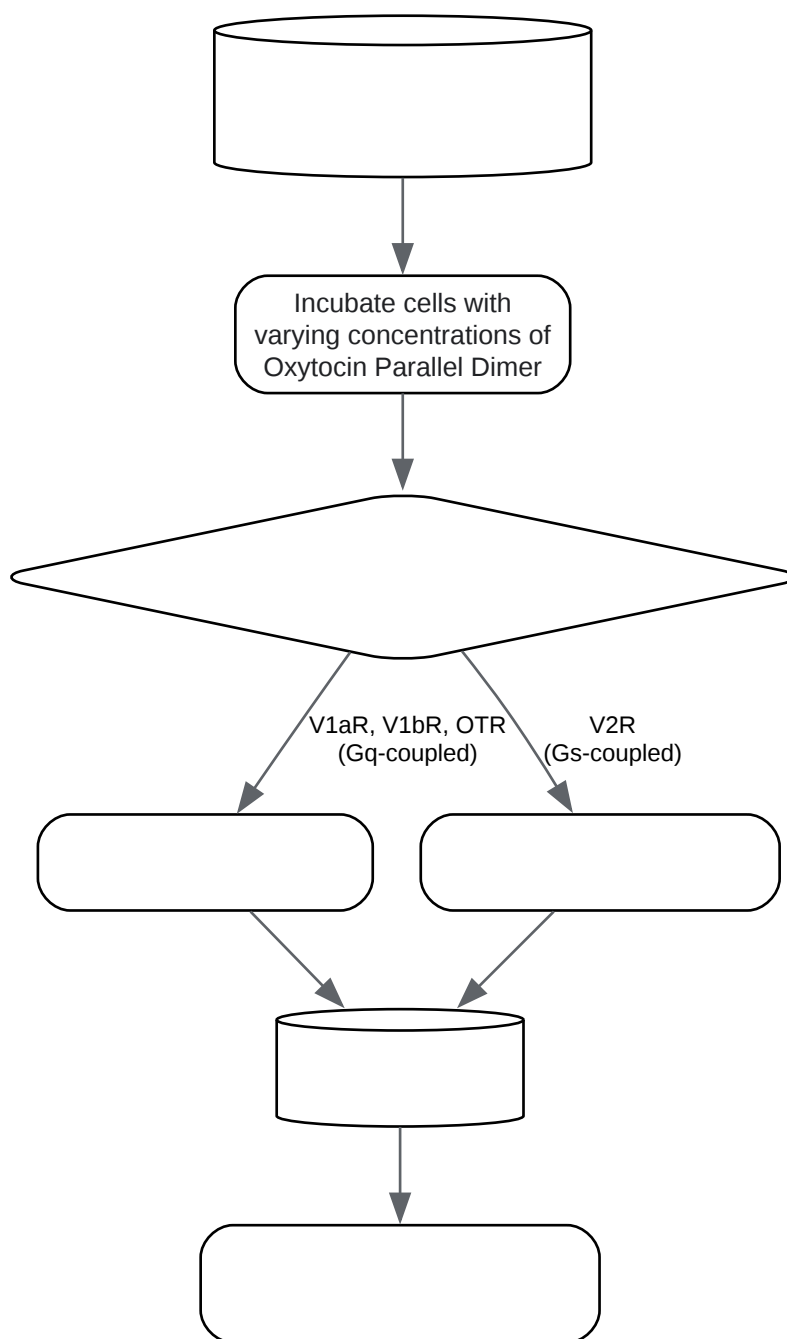 Incubate cells with
varying concentrations of
Oxytocin Parallel Dimer
V1aR, V1bR, OTR
(Gq-coupled)
V2R
(Gs-coupled)